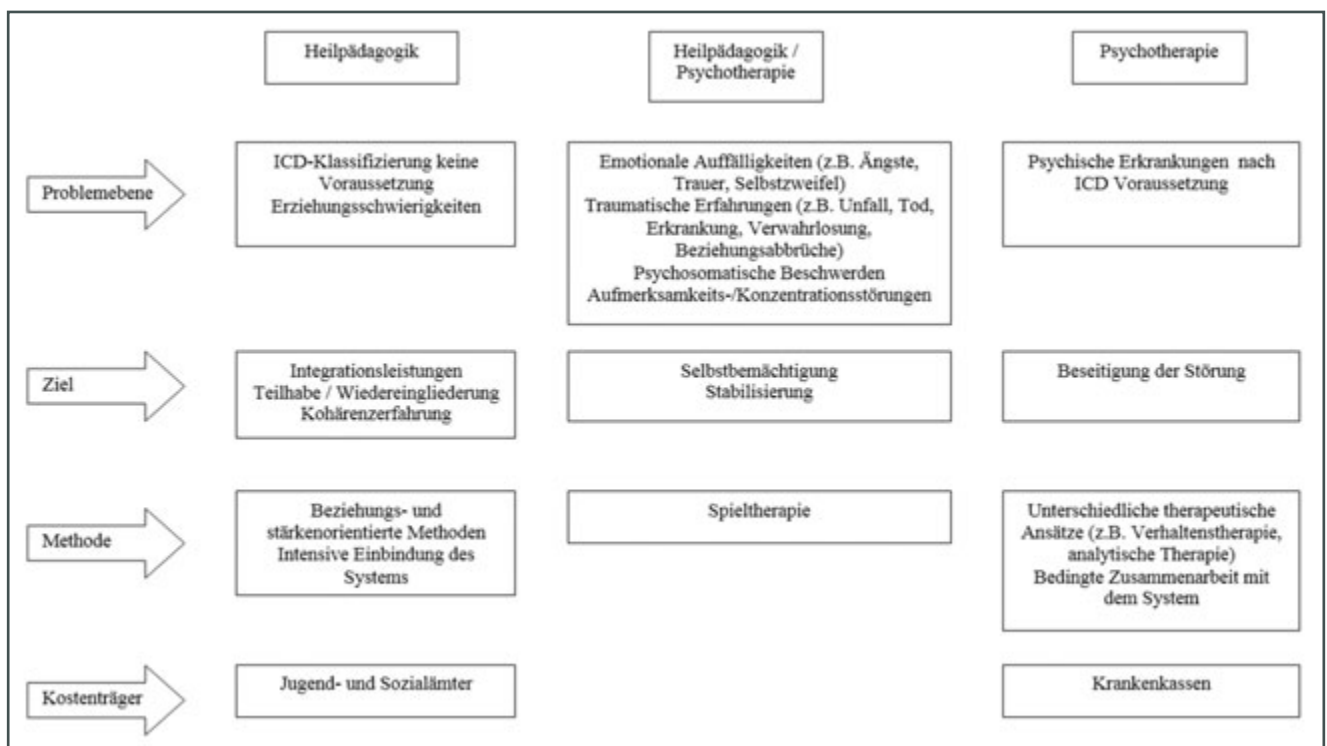 Heilpädagogik
Heilpädagogik /
Psychotherapie
Psychotherapie
Problemebene
ICD-Klassifizierung keine
Voraussetzung
Erziehungsschwierigkeiten
Emotionale Auffälligkeiten (z.B. Ängste,
Trauer, Selbstzweifel)
Traumatische Erfahrungen (z.B. Unfall, Tod,
Erkrankung, Verwahrlosung,
Beziehungsabbrüche)
Psychosomatische Beschwerden
Aufmerksamkeits-/Konzentrationsstörungen
Psychische Erkrankungen nach
ICD Voraussetzung
Ziel
Integrationsleistungen
Teilhabe / Wiedereingliederung
Kohärenzerfahrung
Selbstbemächtigung
Stabilisierung
Beseitigung der Störung
Methode
Beziehungs- und
stärkenorientierte Methoden
Intensive Einbindung des
Systems
Spieltherapie
Unterschiedliche therapeutische
Ansätze (z.B. Verhaltenstherapie,
analytische Therapie)
Bedingte Zusammenarbeit mit
dem System
Kostenträger
Jugend- und Sozialämter
Krankenkassen